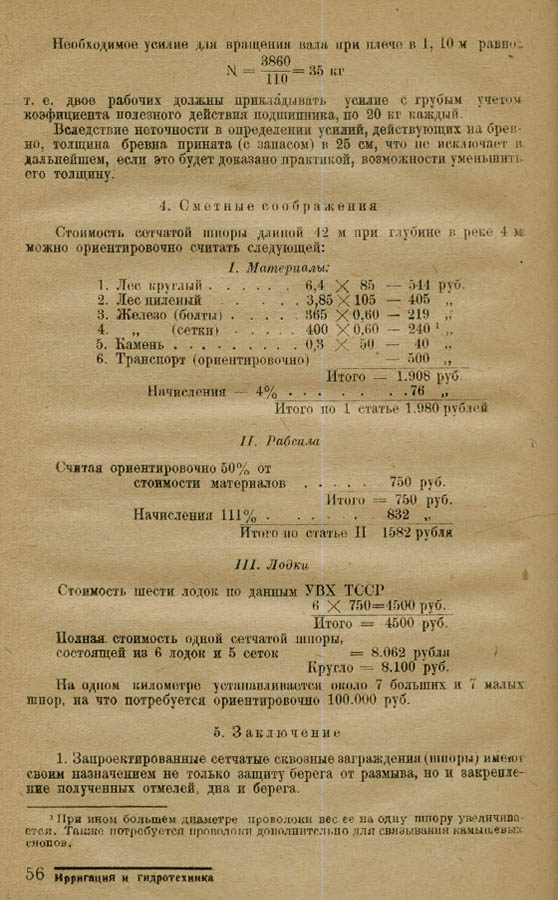 Необходимое усилие для вращения вала при плече в 1, 10 м равно:
N = 3860 / 110 = 35 кг
т. е. двое рабочих должны прикладывать усилие с грубым учетом
коэфициента полезного действия подшипника, по 20 кг каждый.
Вследствие неточности в определении усилий, действующих на брев-
но, толщина бревна принята (с запасом) в 25 см, что не исключает в
дальнейшем, если это будет доказано практикой, возможности уменьшить
его толщину.
4. Сметные соображения
Стоимость сетчатой шпоры длиной 42 м при глубине в реке 4 м
можно ориентировочно считать следующей:
I. Материалы:
1. Лес круглый . . . . . . 6,4 × 85 — 544 руб.
2. Лес пиленый . . . . 3,85 × 105 — 405 „
3. Железо (болты) . . . . 365 × 0,60 — 219 „
4. „ (сетки) . . . . 400 × 0,60 — 240 ¹ „
5. Камень . . . . . . . . . 0,3 × 50 — 40 „
6. Транспорт (ориентировочно) — 500 „
Итого — 1.908 руб.
Начисления — 4% . . . . . . . 76 „
Итого по 1 статье 1.980 рублей
II. Рабсила
Считая ориентировочно 50% от
стоимости материалов . . . . . 750 руб.
Итого = 750 руб.
Начисления 111% . . . . . 832 „
Итого по статье II 1582 рубля
III. Лодки
Стоимость шести лодок по данным УВХ ТССР
6 × 750=4500 руб.
Итого = 4500 руб.
Полная стоимость одной сетчатой шпоры,
состоящей из 6 лодок и 5 сеток = 8.062 рубля
Кругло = 8.100 руб.
На одном километре устанавливается около 7 больших и 7 малых
шпор, на что потребуется ориентировочно 100.000 руб.
5. Заключение
1. Запроектированные сетчатые сквозные заграждения (шпоры) имеют
своим назначением не только защиту берега от размыва, но и закрепле-
ние полученных отмелей, дна и берега.
¹ При ином большем диаметре проволоки вес ее на одну шпору увеличива-
ется. Также потребуется проволоки дополнительно для связывания камышевых
снопов.
56 Ирригация и гидротехника